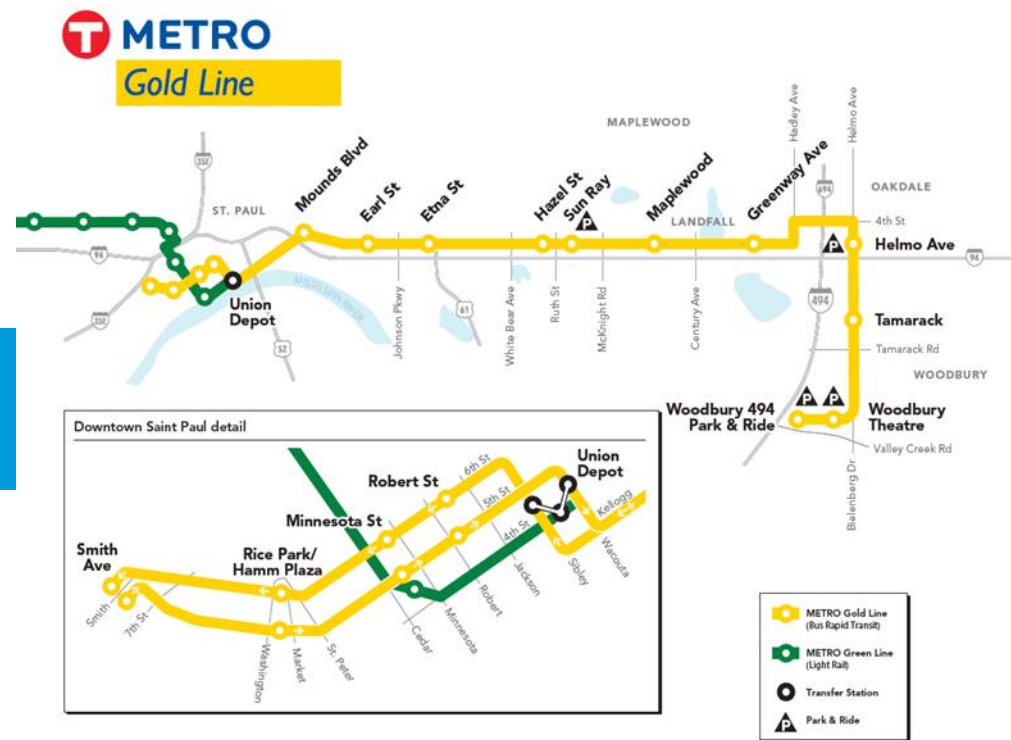 T METRO
Gold Line
MAPLEWOOD
Hadley Ave
Helmo Ave
35E
ST. PAUL
Mounds Blvd
Earl St
Etna St
Hazel St
Sun Ray
P
Maplewood
LANDFALL
Greenway Ave
694
OAKDALE
4th St
P
Helmo Ave
94
94
MISSISSIPPI RIVER
Union
Depot
35E
52
Johnson Pkwy
61
White Bear Ave
Ruth St
McKnight Rd
Century Ave
494
Tamarack
Tamarack Rd
WOODBURY
P P
Woodbury 494
Park & Ride
Woodbury
Theatre
Valley Creek Rd
Bielenberg Dr
Downtown Saint Paul detail
Union
Depot
Robert St
6th St
5th St
4th St
Kellogg
Minnesota St
Smith
Ave
Rice Park/
Hamm Plaza
Wacouta
Sibley
Jackson
Robert
Minnesota
Cedar
Smith
7th St
Washington
Market
St. Peter
METRO Gold Line
(Bus Rapid Transit)
METRO Green Line
(Light Rail)
Transfer Station
P Park & Ride